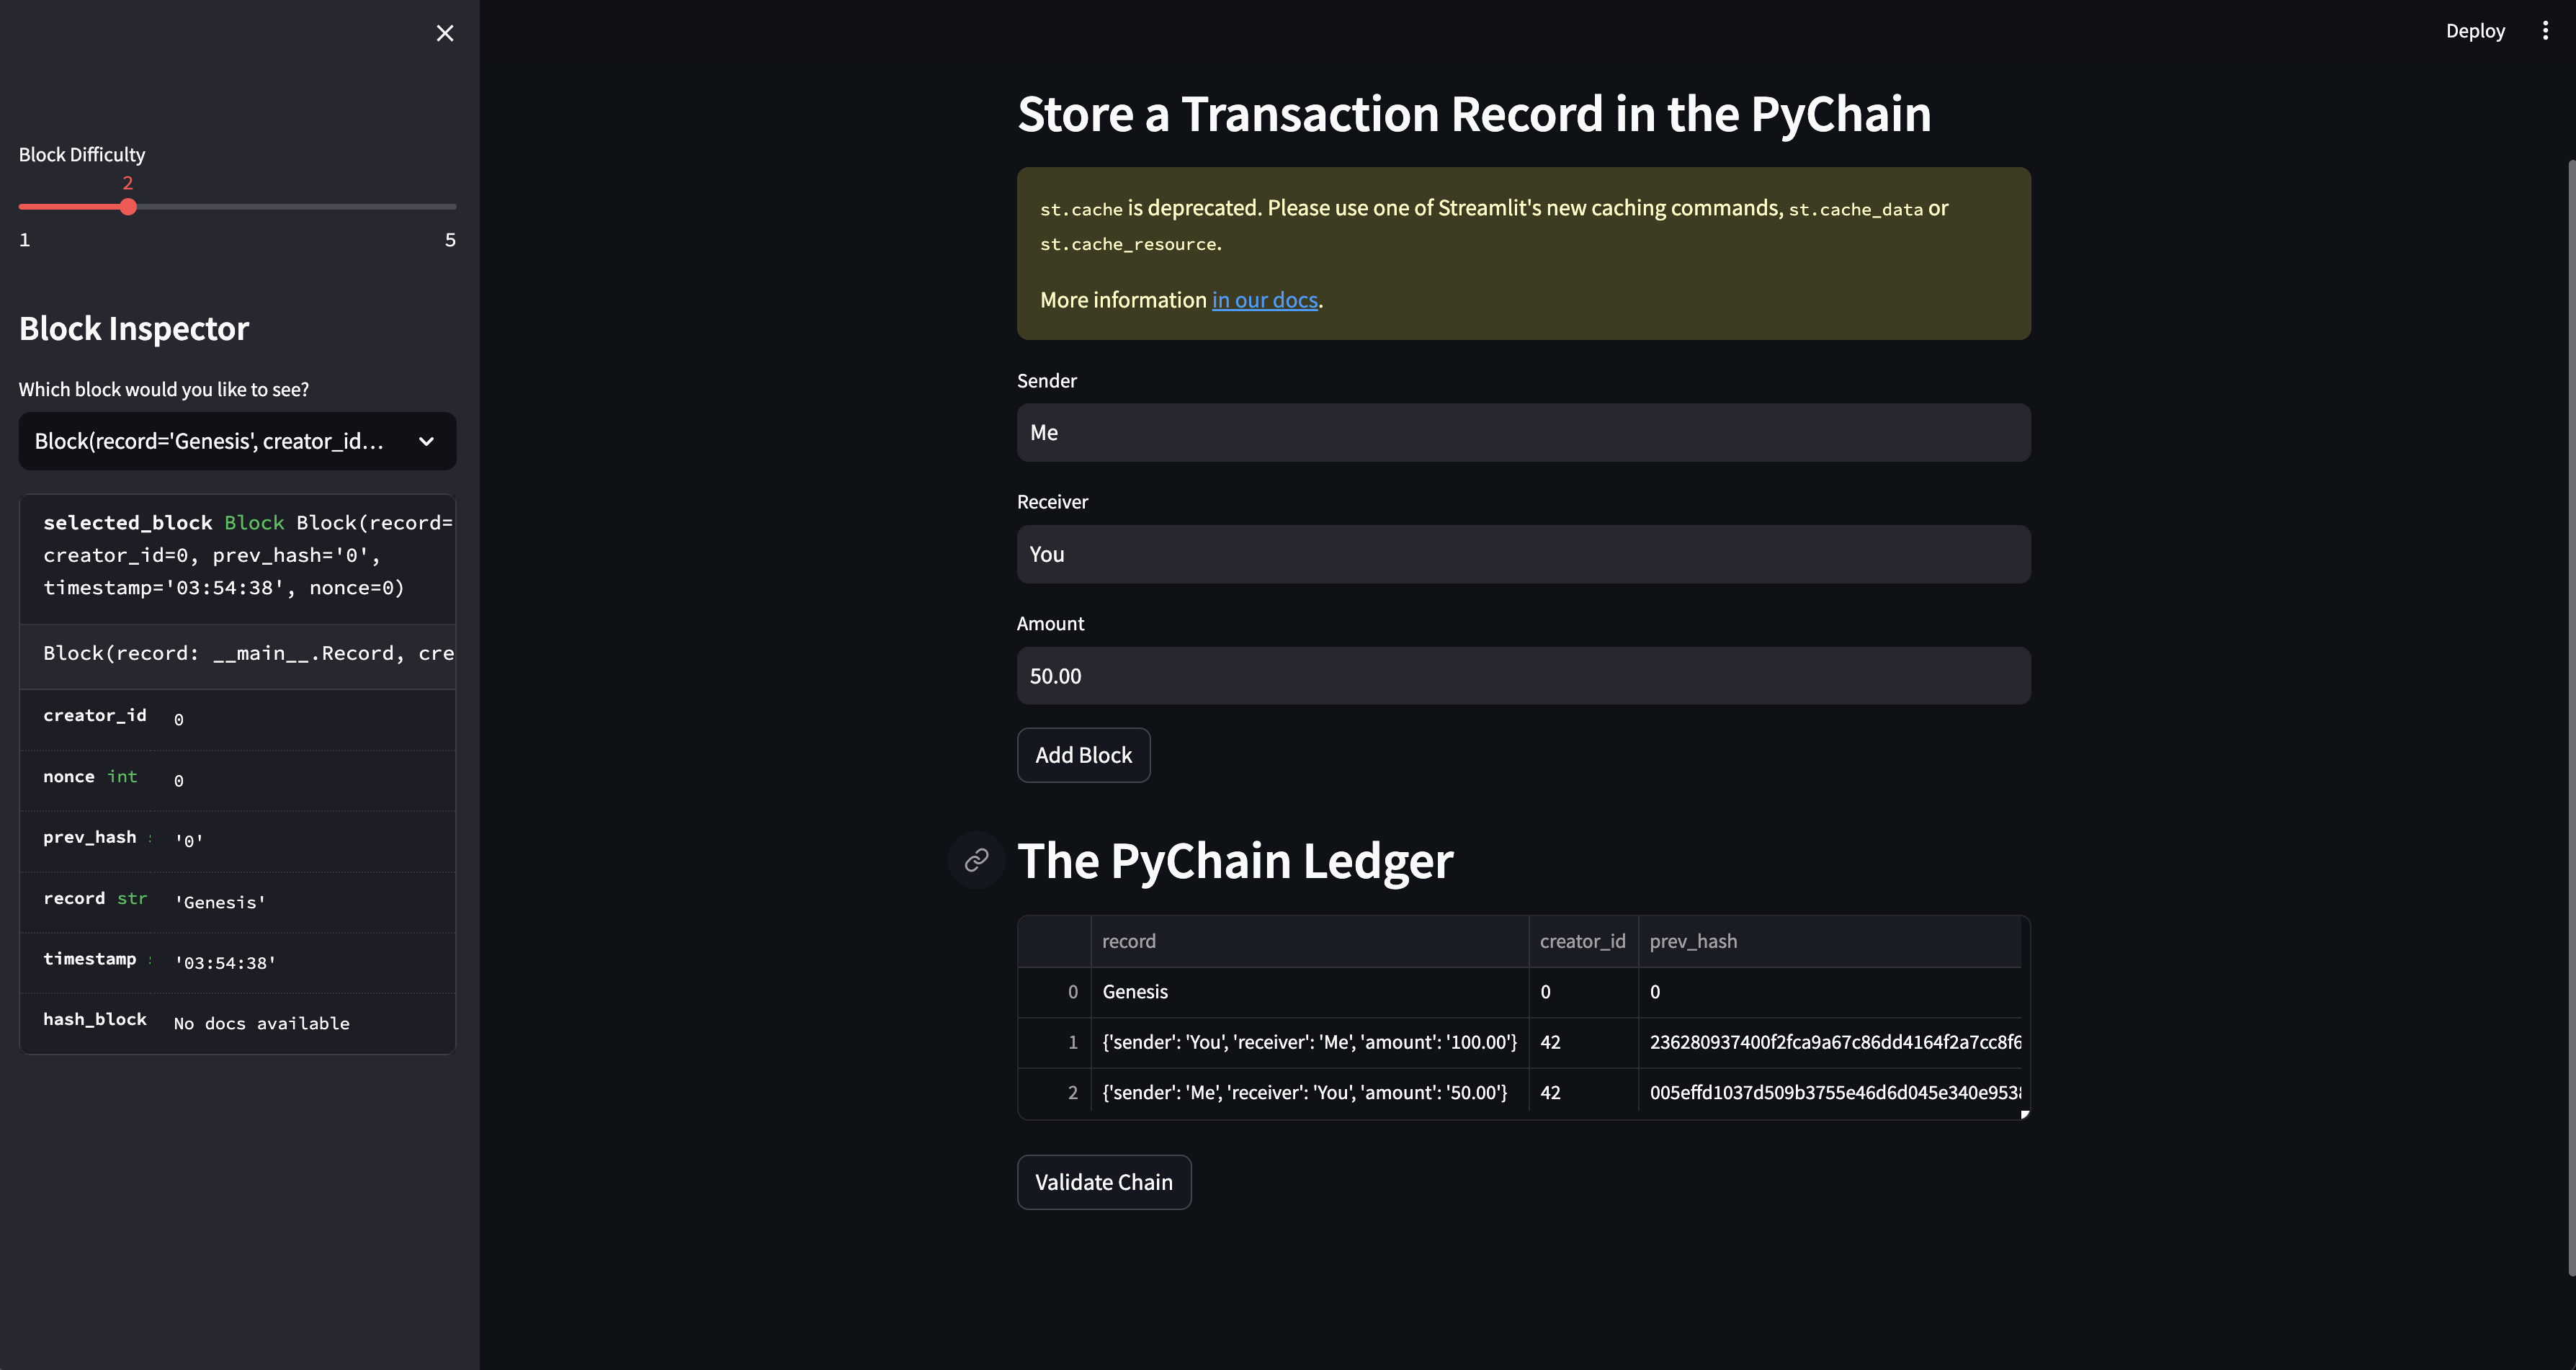 Deploy
Block Difficulty
2
1 5
Block Inspector
Which block would you like to see?
Block(record='Genesis', creator_id...
selected_block Block Block(record=
creator_id=0, prev_hash='0',
timestamp='03:54:38', nonce=0)
Block(record: __main__.Record, cre
creator_id 0
nonce int 0
prev_hash '0'
record str 'Genesis'
timestamp '03:54:38'
hash_block No docs available
Store a Transaction Record in the PyChain
st.cache is deprecated. Please use one of Streamlit's new caching commands, st.cache_data or
st.cache_resource.
More information in our docs.
Sender
Me
Receiver
You
Amount
50.00
Add Block
The PyChain Ledger
record creator_id prev_hash
0 Genesis 0 0
1 {'sender': 'You', 'receiver': 'Me', 'amount': '100.00'} 42 236280937400f2fca9a67c86dd4164f2a7cc8f6
2 {'sender': 'Me', 'receiver': 'You', 'amount': '50.00'} 42 005effd1037d509b3755e46d6d045e340e953
Validate Chain